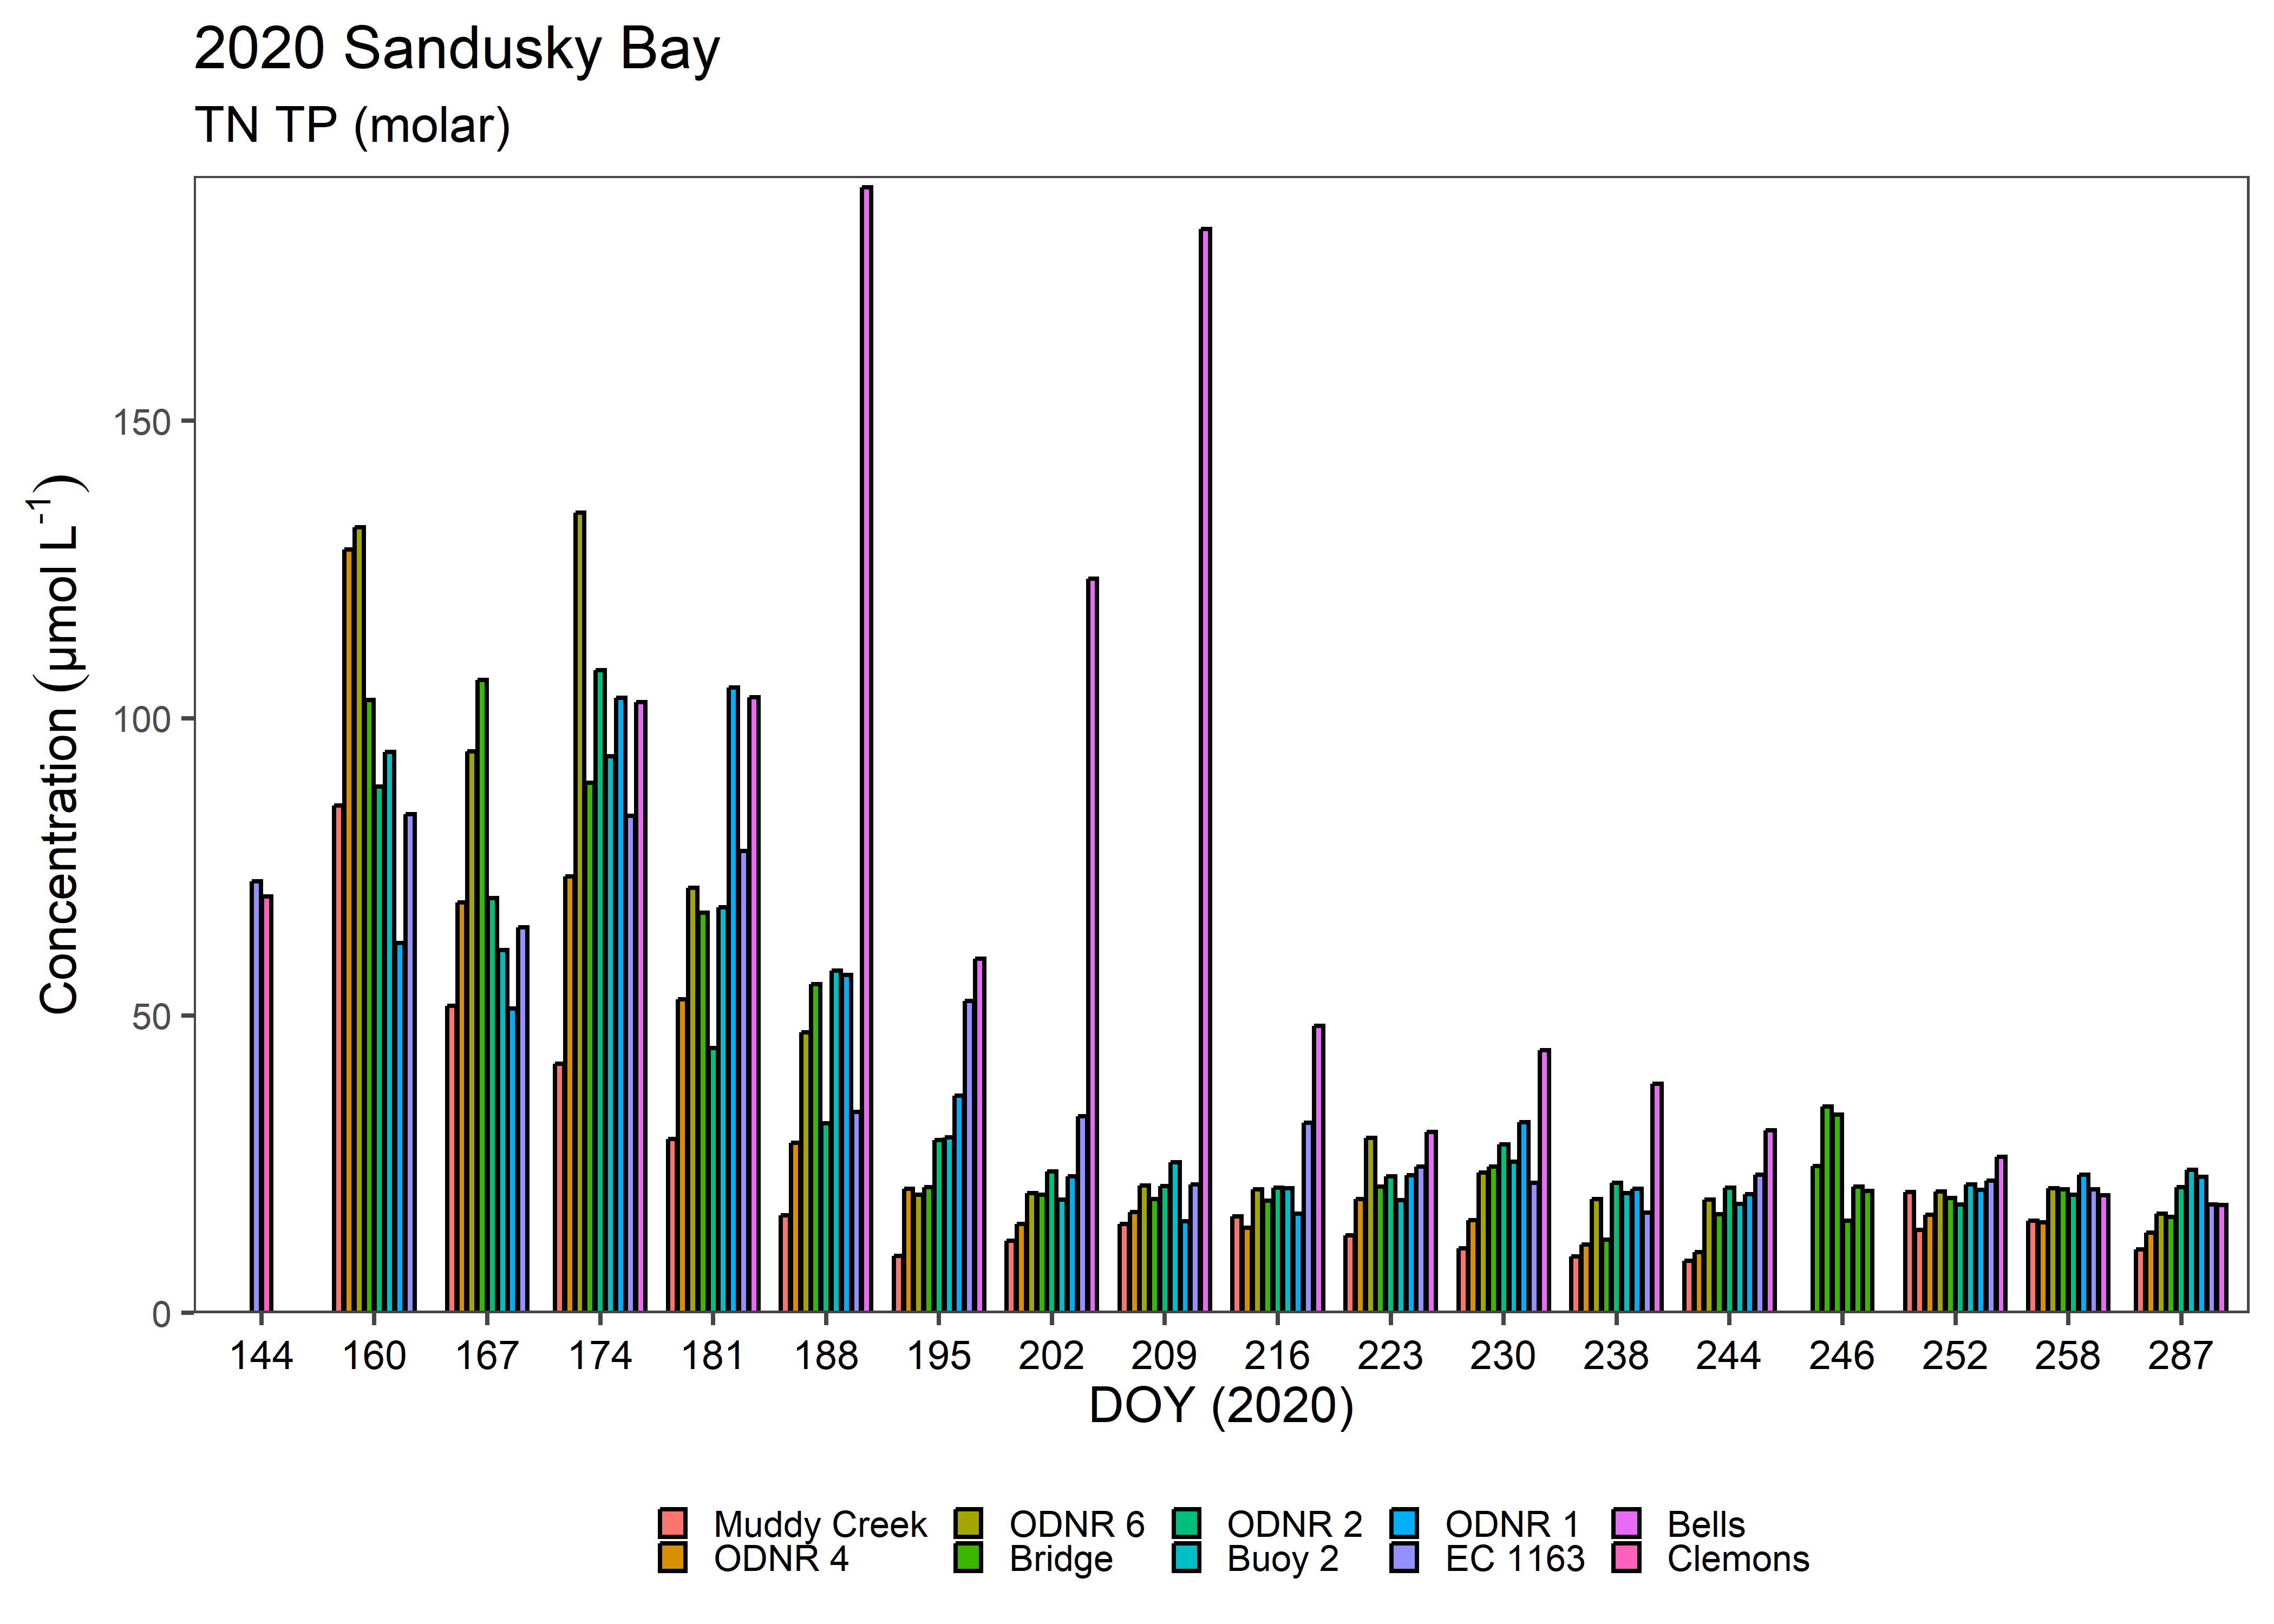 2020 Sandusky Bay
TN TP (molar)
Concentration (µmol L⁻¹)
150
100
50
0
144 160 167 174 181 188 195 202 209 216 223 230 238 244 246 252 258 287
DOY (2020)
Muddy Creek ODNR 6 ODNR 2 ODNR 1 Bells
ODNR 4 Bridge Buoy 2 EC 1163 Clemons